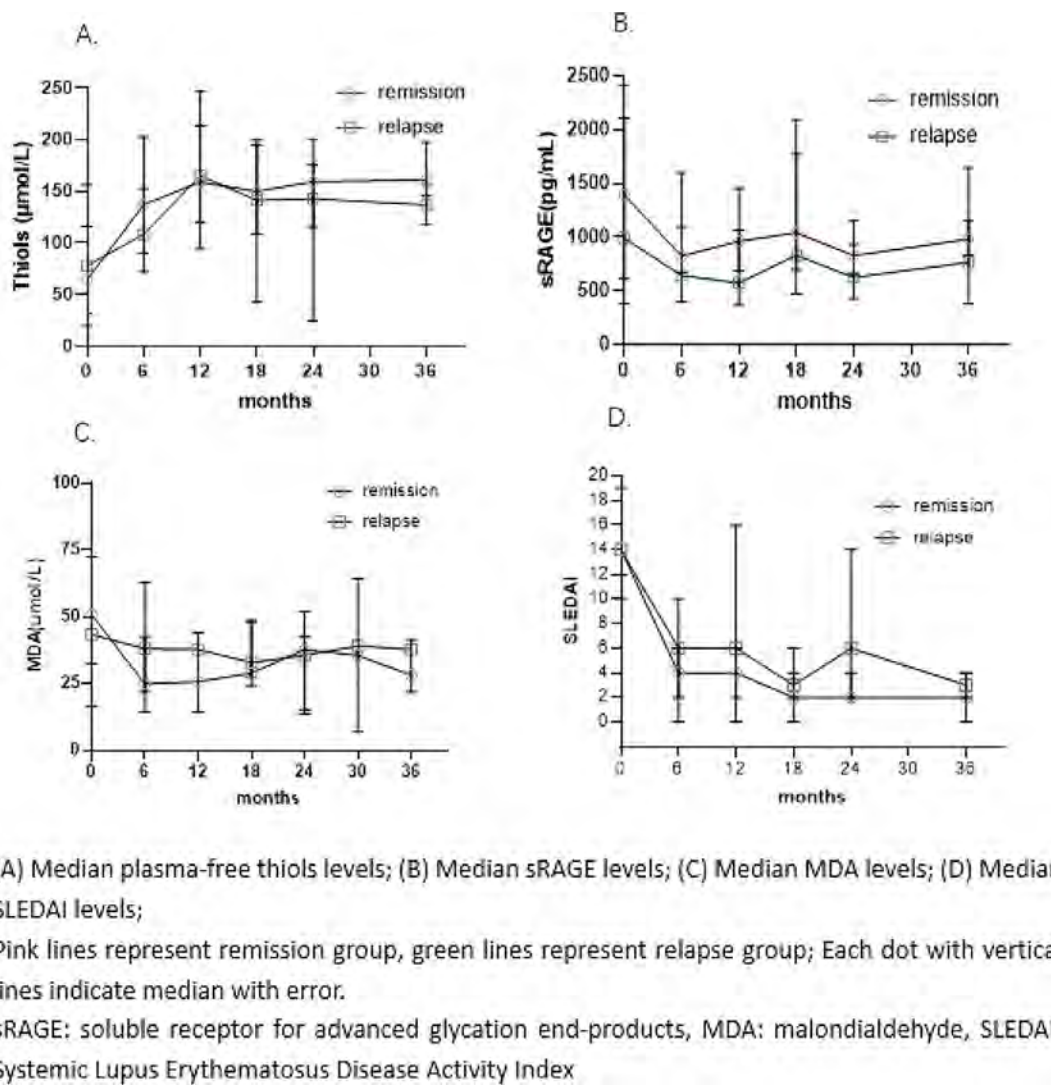 A.
250
200
150
100
50
0
Thiols (µmol/L)
remission
relapse
0 6 12 18 24 30 36
months
B.
2500
2000
1500
1000
500
0
sRAGE(pg/mL)
remission
relapse
0 6 12 18 24 30 36
months
C.
100
75
50
25
0
MDA(umol/L)
remission
relapse
0 6 12 18 24 30 36
months
D.
20
18
16
14
12
10
8
6
4
2
0
SLEDAI
remission
relapse
0 6 12 18 24 30 36
months
(A) Median plasma-free thiols levels; (B) Median sRAGE levels; (C) Median MDA levels; (D) Median
SLEDAI levels;
Pink lines represent remission group, green lines represent relapse group; Each dot with vertical
lines indicate median with error.
sRAGE: soluble receptor for advanced glycation end-products, MDA: malondialdehyde, SLEDAI
Systemic Lupus Erythematosus Disease Activity Index